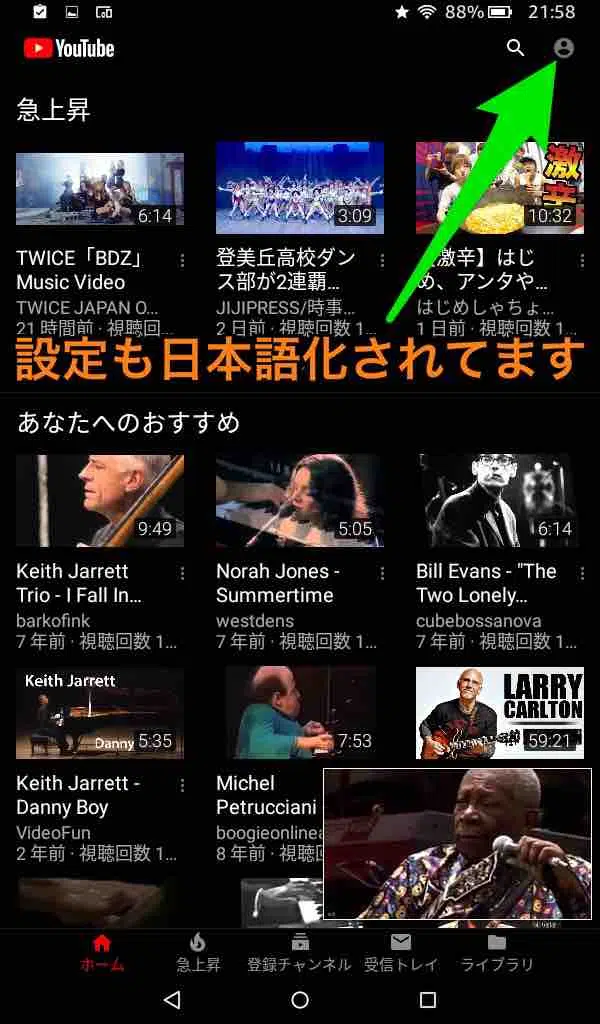 88% 21:58
YouTube
急上昇
激辛
6:14
3:09
10:32
TWICE「BDZ」
Music Video
TWICE JAPAN O…
21 時間前 · 視聴回…
登美丘高校ダン
ス部が2連覇…
JIJIPRESS/時事…
2 日前 · 視聴回数 1…
激辛】はじ
め、アンタや…
はじめしゃちょ…
1 日前 · 視聴回数 1…
設定も日本語化されてます
あなたへのおすすめ
9:49
5:05
6:14
Keith Jarrett
Trio - I Fall In…
barkofink
7 年前 · 視聴回数 1…
Norah Jones -
Summertime
westdens
7 年前 · 視聴回数 1…
Bill Evans - "The
Two Lonely…
cubebossanova
7 年前 · 視聴回数 1…
Keith Jarrett
Danny
5:35
7:53
LARRY
CARLTON
59:21
Keith Jarrett -
Danny Boy
VideoFun
2 年前 · 視聴回数 1…
Michel
Petrucciani
boogieonlinea
8 年前 · 視聴回数
ホーム
急上昇
登録チャンネル
受信トレイ
ライブラリ